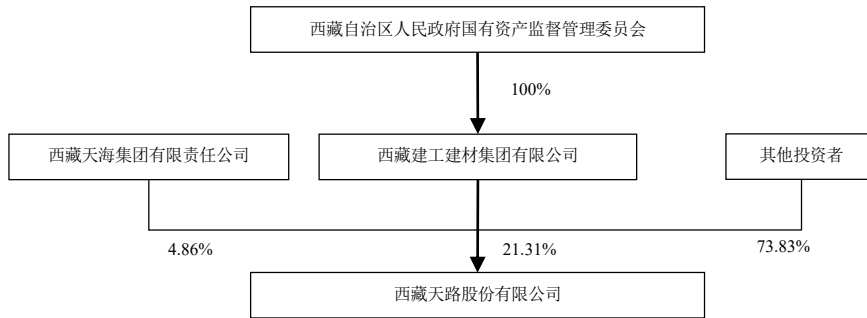 西藏自治区人民政府国有资产监督管理委员会
100%
西藏天海集团有限责任公司
西藏建工建材集团有限公司
其他投资者
4.86%
21.31%
73.83%
西藏天路股份有限公司